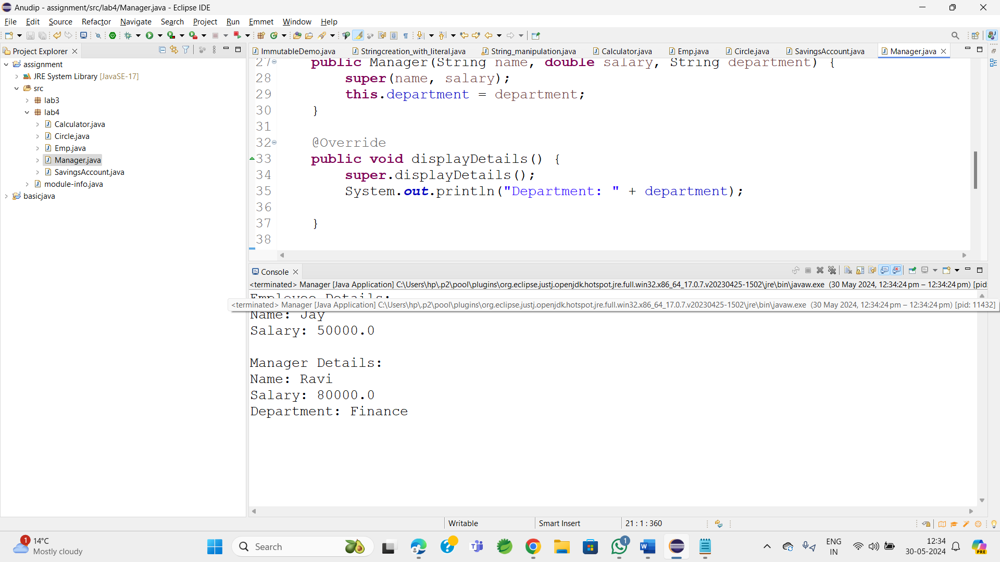 Anudip - assignment/src/lab4/Manager.java - Eclipse IDE
File Edit Source Refactor Navigate Search Project Run Emmet Window Help
Project Explorer
assignment
JRE System Library [JavaSE-17]
src
lab3
lab4
Calculator.java
Circle.java
Emp.java
Manager.java
SavingsAccount.java
module-info.java
basicjava
ImmutableDemo.java Stringcreation_with_literal.java String_manipulation.java Calculator.java Emp.java Circle.java SavingsAccount.java Manager.java
27 public Manager(String name, double salary, String department) {
28 super(name, salary);
29 this.department = department;
30 }
31
32 @Override
33 public void displayDetails() {
34 super.displayDetails();
35 System.out.println("Department: " + department);
36
37 }
38
Console
<terminated> Manager [Java Application] C:\Users\hp\.p2\pool\plugins\org.eclipse.justj.openjdk.hotspot.jre.full.win32.x86_64_17.0.7.v20230425-1502\jre\bin\javaw.exe (30 May 2024, 12:34:24 pm – 12:34:24 pm) [pid:
Employee Details:
<terminated> Manager [Java Application] C:\Users\hp\.p2\pool\plugins\org.eclipse.justj.openjdk.hotspot.jre.full.win32.x86_64_17.0.7.v20230425-1502\jre\bin\javaw.exe (30 May 2024, 12:34:24 pm – 12:34:24 pm) [pid: 11432]
Name: Jay
Salary: 50000.0
Manager Details:
Name: Ravi
Salary: 80000.0
Department: Finance
Writable Smart Insert 21 : 1 : 360
1
14°C
Mostly cloudy
Search
1
ENG
IN
12:34
30-05-2024
PRE